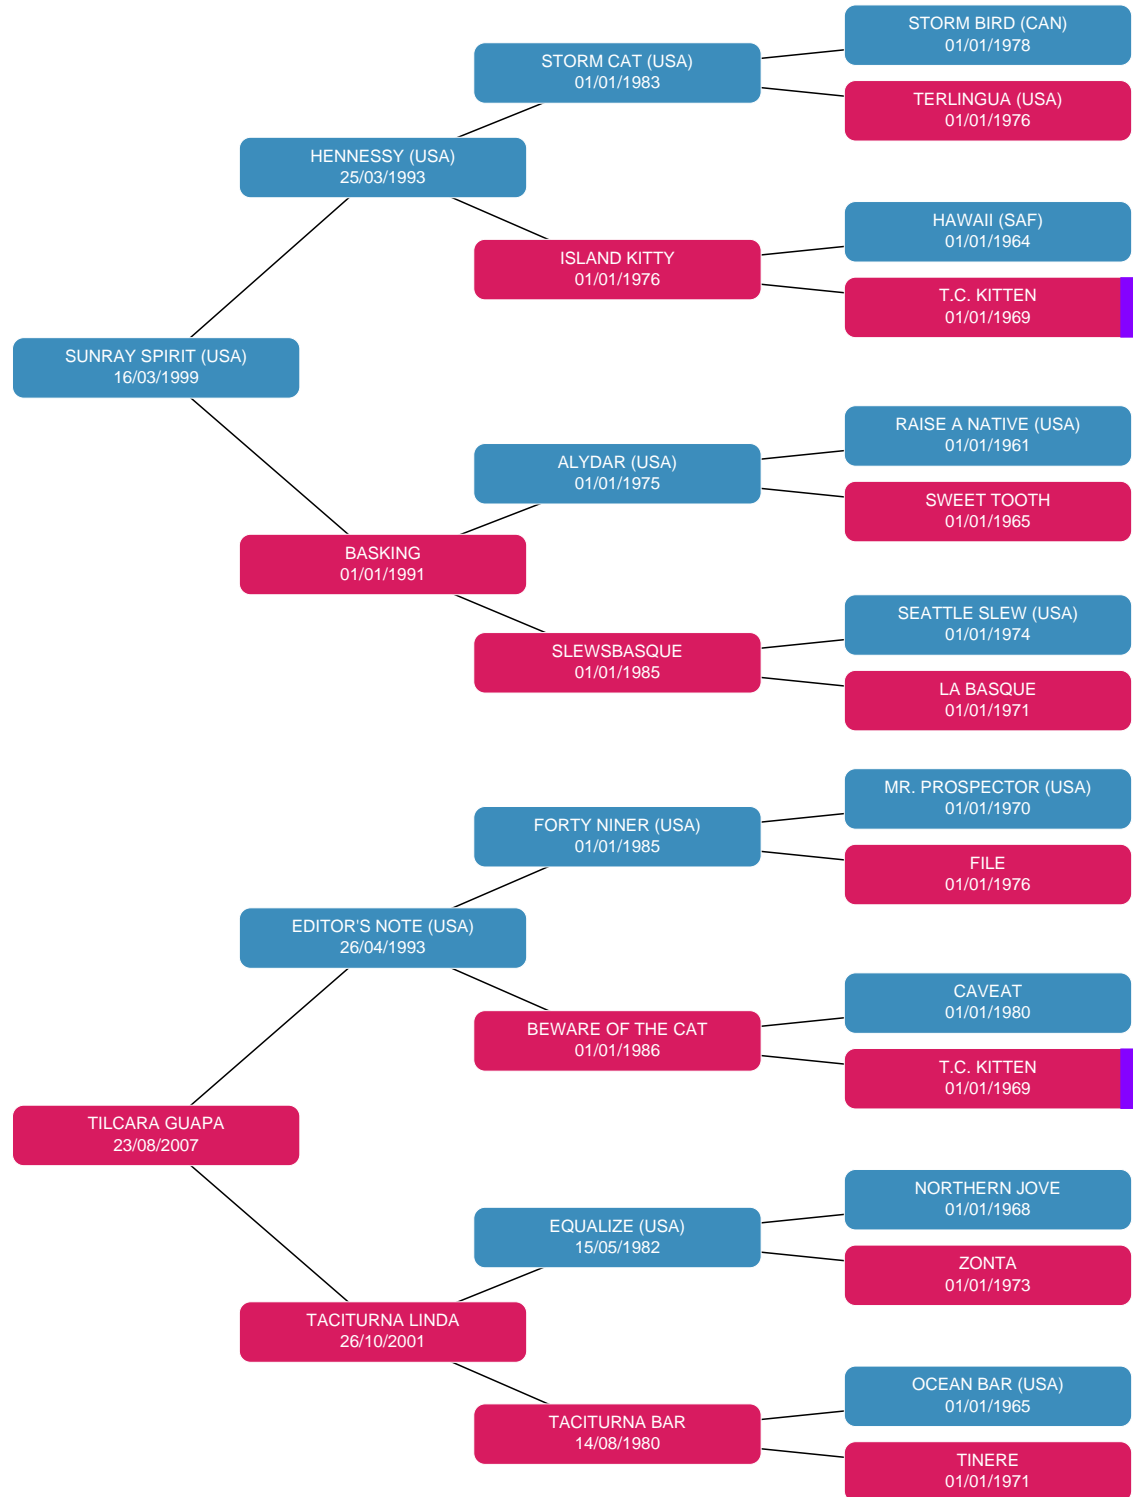 STORM BIRD (CAN)
01/01/1978
STORM CAT (USA)
01/01/1983
TERLINGUA (USA)
01/01/1976
HENNESSY (USA)
25/03/1993
HAWAII (SAF)
01/01/1964
ISLAND KITTY
01/01/1976
T.C. KITTEN
01/01/1969
SUNRAY SPIRIT (USA)
16/03/1999
RAISE A NATIVE (USA)
01/01/1961
ALYDAR (USA)
01/01/1975
SWEET TOOTH
01/01/1965
BASKING
01/01/1991
SEATTLE SLEW (USA)
01/01/1974
SLEWSBASQUE
01/01/1985
LA BASQUE
01/01/1971
MR. PROSPECTOR (USA)
01/01/1970
FORTY NINER (USA)
01/01/1985
FILE
01/01/1976
EDITOR'S NOTE (USA)
26/04/1993
CAVEAT
01/01/1980
BEWARE OF THE CAT
01/01/1986
T.C. KITTEN
01/01/1969
TILCARA GUAPA
23/08/2007
NORTHERN JOVE
01/01/1968
EQUALIZE (USA)
15/05/1982
ZONTA
01/01/1973
TACITURNA LINDA
26/10/2001
OCEAN BAR (USA)
01/01/1965
TACITURNA BAR
14/08/1980
TINERE
01/01/1971